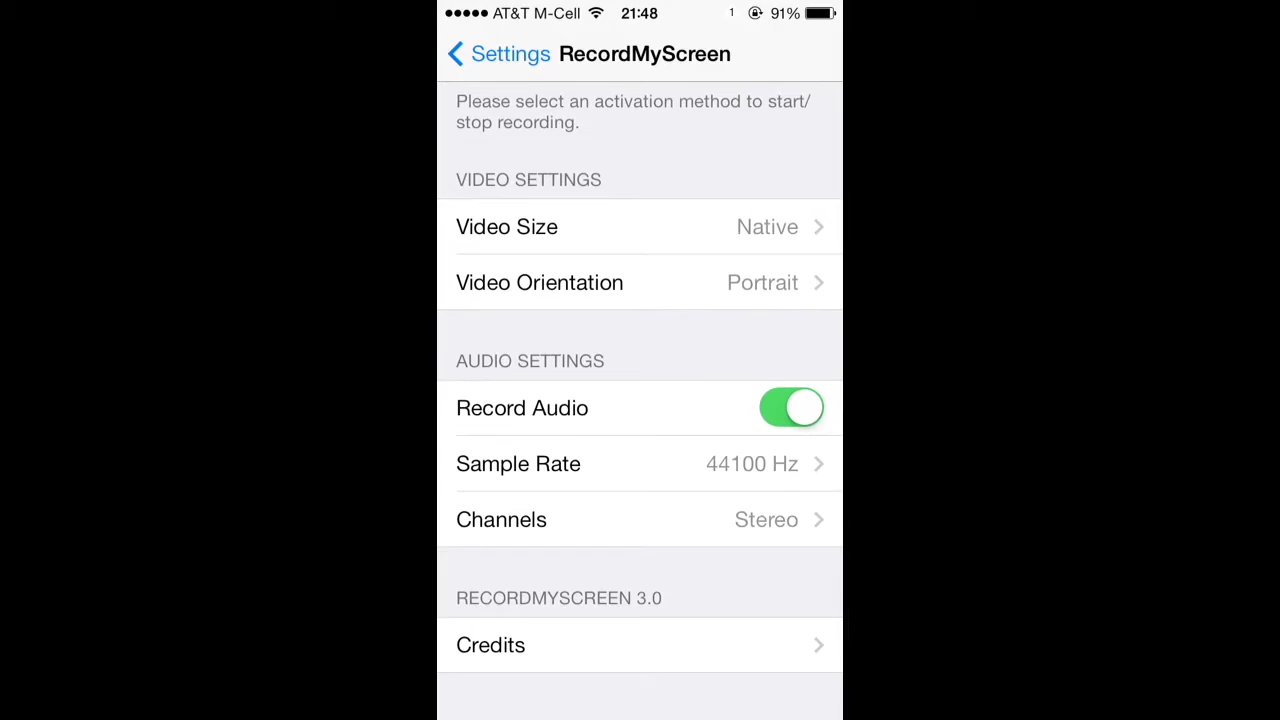 AT&T M-Cell 21:48 1 91%
Settings RecordMyScreen
Please select an activation method to start/
stop recording.
VIDEO SETTINGS
Video Size Native
Video Orientation Portrait
AUDIO SETTINGS
Record Audio
Sample Rate 44100 Hz
Channels Stereo
RECORDMYSCREEN 3.0
Credits